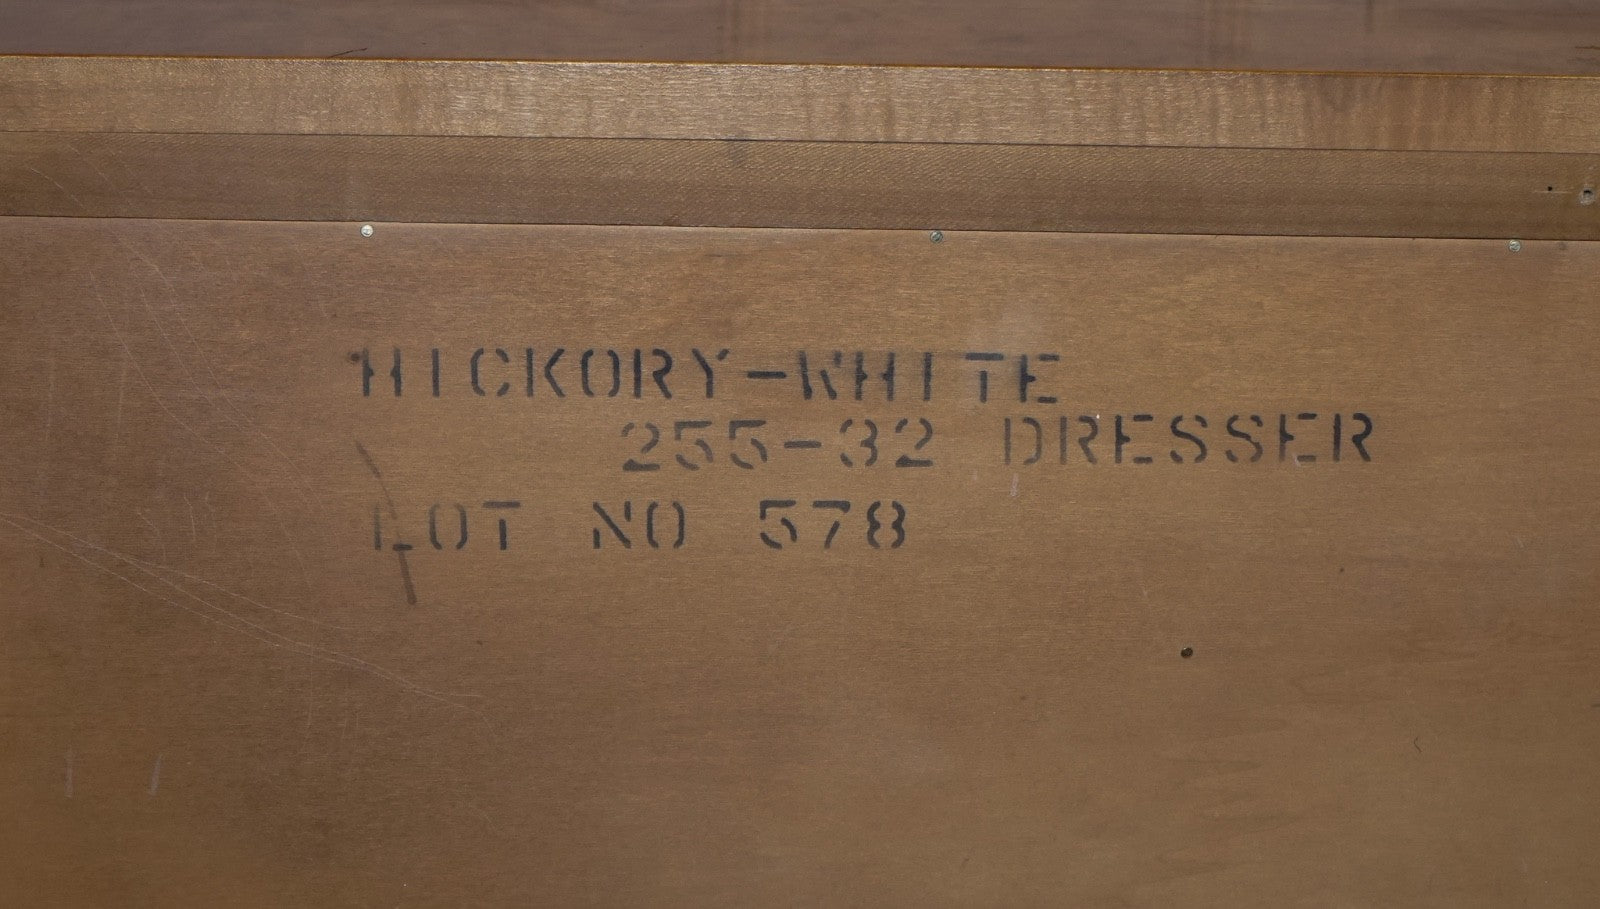 HICKORY-WHITE
255-32 DRESSER
LOT NO 578